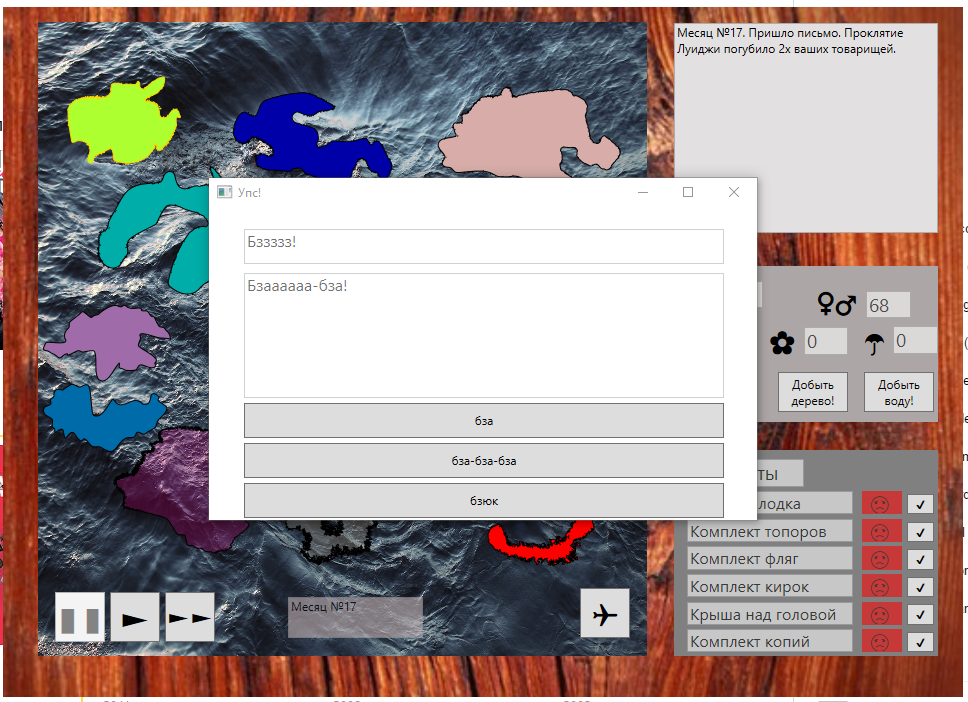 Месяц №17. Пришло письмо. Проклятие
Луиджи погубило 2х ваших товарищей.
Упс!
Бззззз!
Бзаааааа-бза!
бза
бза-бза-бза
бзюк
68
0
0
Добыть
дерево!
Добыть
воду!
ты
лодка
Комплект топоров
Комплект фляг
Комплект кирок
Крыша над головой
Комплект копий
Месяц №17